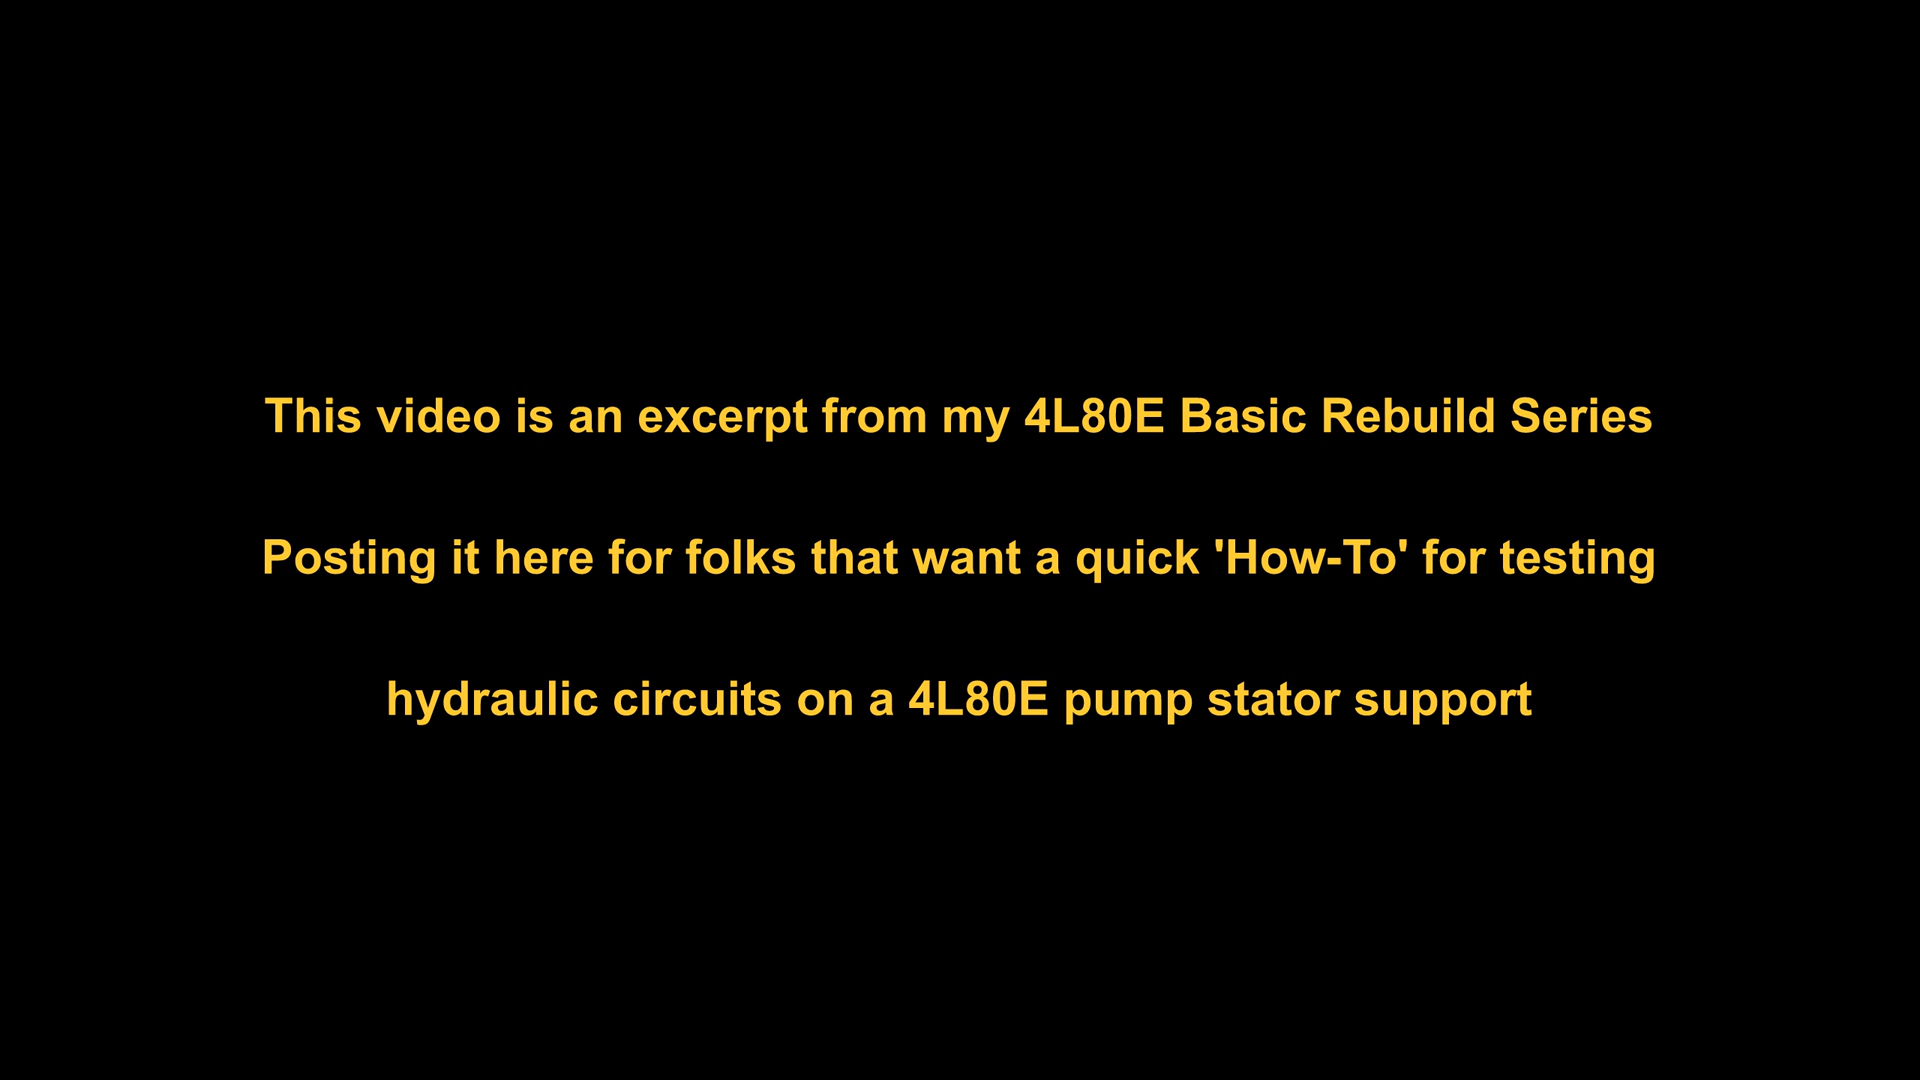 This video is an excerpt from my 4L80E Basic Rebuild Series
Posting it here for folks that want a quick 'How-To' for testing
hydraulic circuits on a 4L80E pump stator support